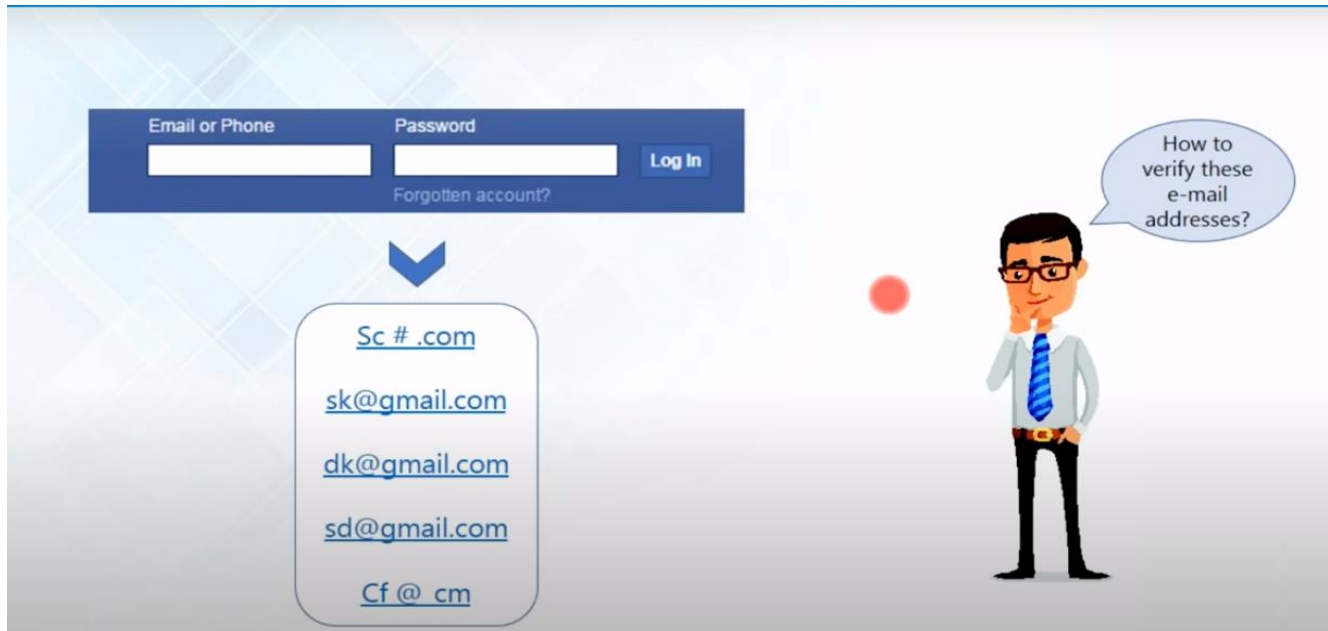 Email or Phone
Password
Log In
Forgotten account?
How to
verify these
e-mail
addresses?
Sc # .com
sk@gmail.com
dk@gmail.com
sd@gmail.com
Cf @ cm